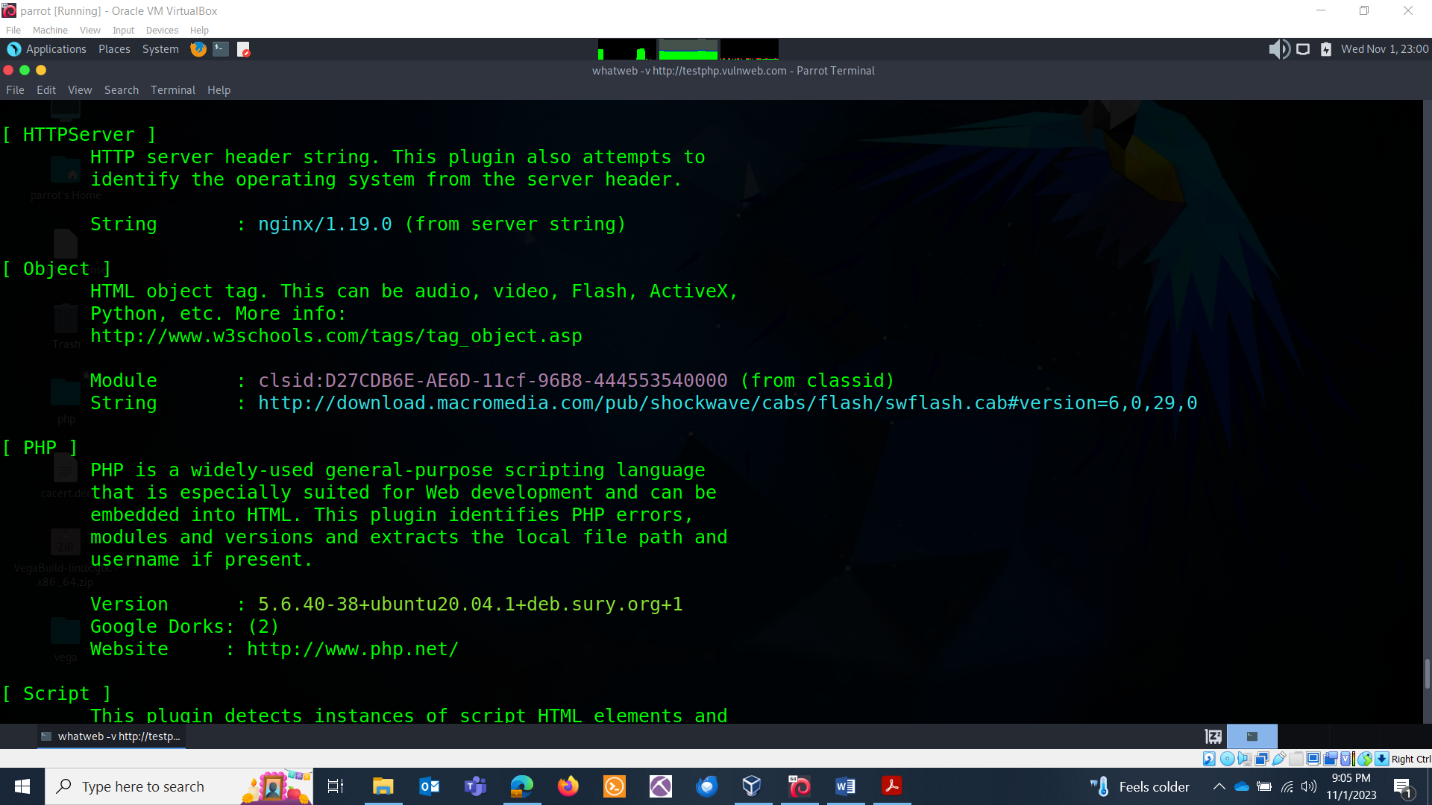 parrot [Running] - Oracle VM VirtualBox
File Machine View Input Devices Help
Applications Places System
Wed Nov 1, 23:00
whatweb -v http://testphp.vulnweb.com - Parrot Terminal
File Edit View Search Terminal Help
[ HTTPServer ]
HTTP server header string. This plugin also attempts to
identify the operating system from the server header.
parrot's Home
String : nginx/1.19.0 (from server string)
[ Object ]
HTML object tag. This can be audio, video, Flash, ActiveX,
Python, etc. More info:
http://www.w3schools.com/tags/tag_object.asp
Trash
Module : clsid:D27CDB6E-AE6D-11cf-96B8-444553540000 (from classid)
String : http://download.macromedia.com/pub/shockwave/cabs/flash/swflash.cab#version=6,0,29,0
php
[ PHP ]
PHP is a widely-used general-purpose scripting language
that is especially suited for Web development and can be
embedded into HTML. This plugin identifies PHP errors,
modules and versions and extracts the local file path and
username if present.
x86_64.zip
Version : 5.6.40-38+ubuntu20.04.1+deb.sury.org+1
Google Dorks: (2)
Website : http://www.php.net/
vega
[ Script ]
This plugin detects instances of script HTML elements and
whatweb -v http://testp...
Right Ctrl
Type here to search
Feels colder
9:05 PM
11/1/2023
1